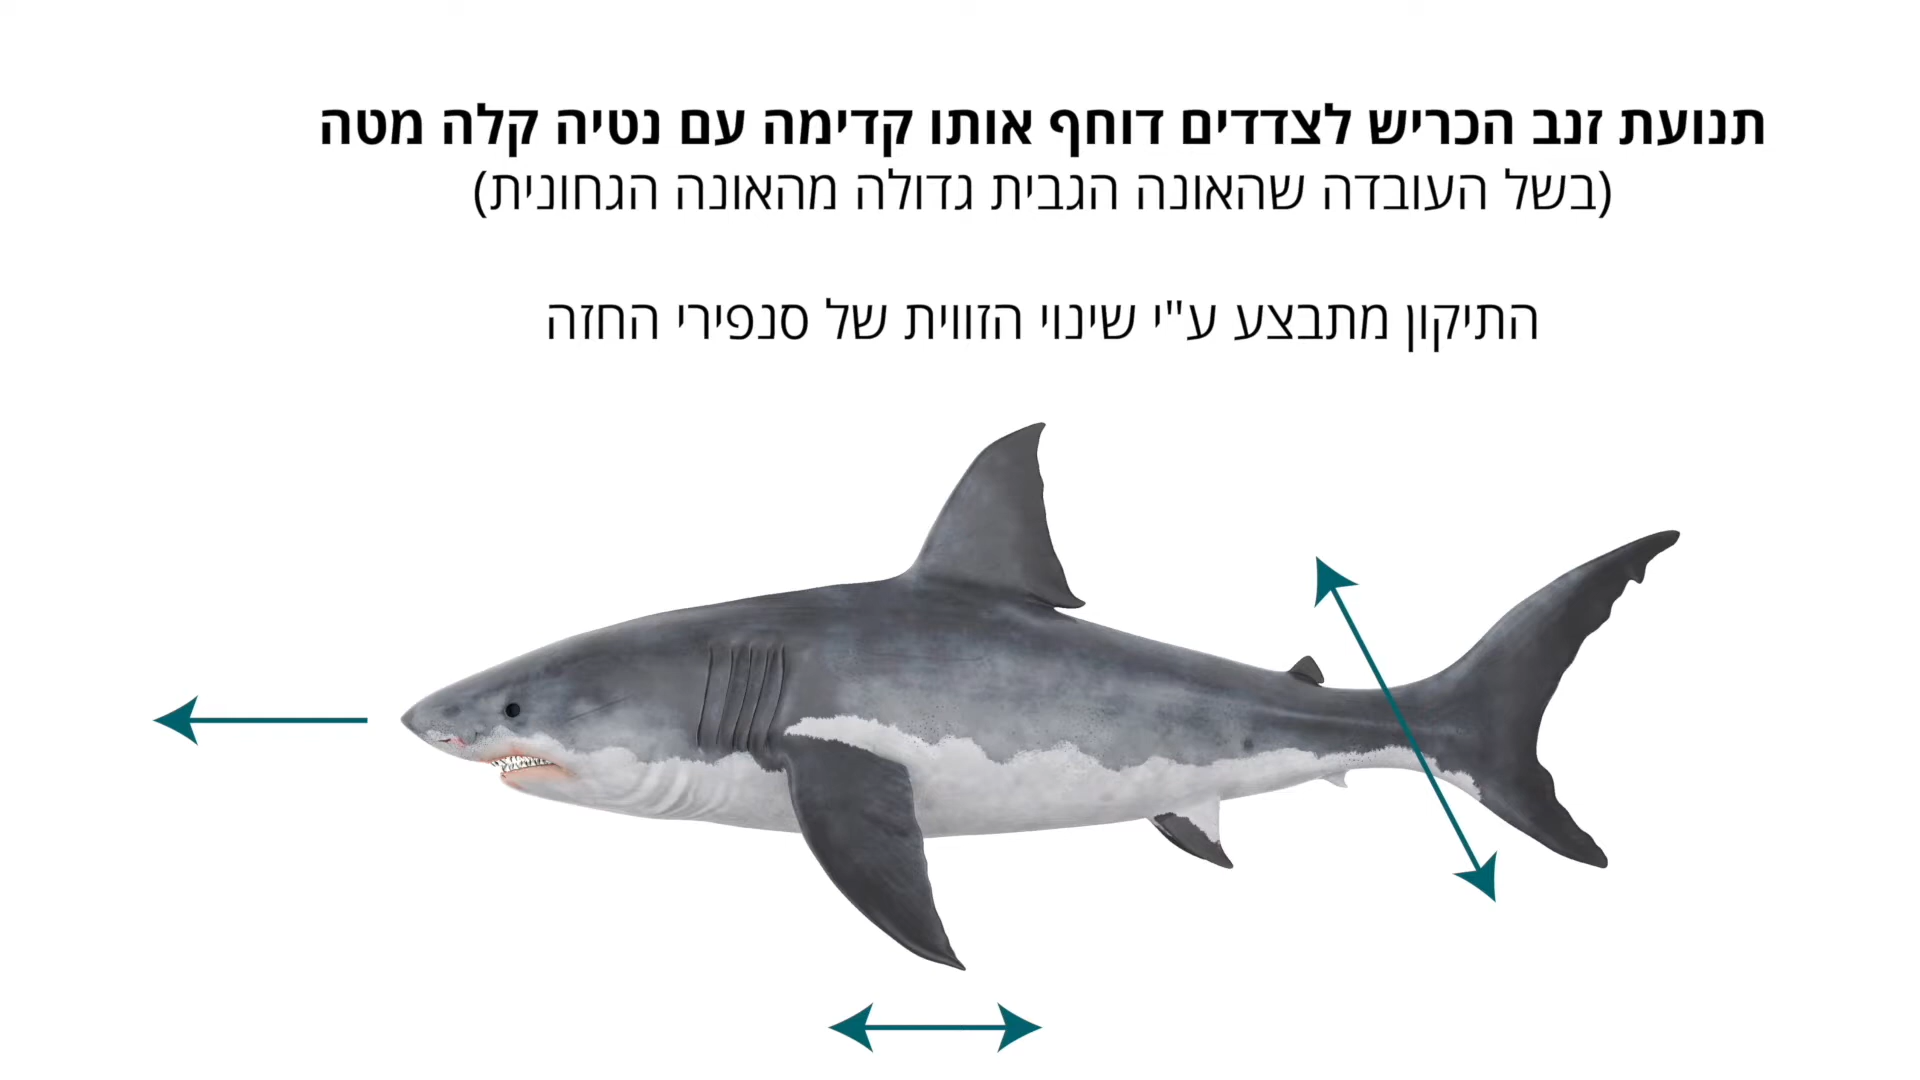 תנועת זנב הכריש לצדדים דוחף אותו קדימה עם נטיה קלה מטה
(בשל העובדה שהאונה הגבית גדולה מהאונה הגחונית)
התיקון מתבצע ע"י שינוי הזווית של סנפירי החזה